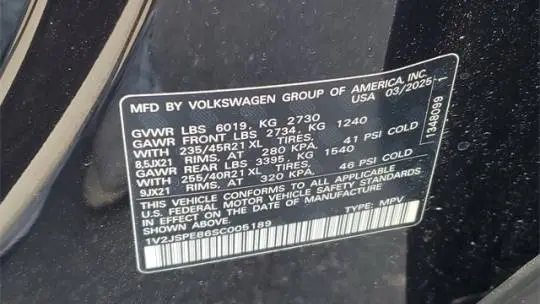 MFD BY VOLKSWAGEN GROUP OF AMERICA, INC.
USA 03/2025
GVWR LBS 6019, KG 2730
GAWR FRONT LBS 2734, KG 1240
WITH 235/45R21 XL TIRES,
8,5JX21 RIMS, AT 280 KPA. 41 PSI COLD
GAWR REAR LBS 3395, KG 1540
WITH 255/40R21 XL TIRES,
9JX21 RIMS, AT 320 KPA. 46 PSI COLD
THIS VEHICLE CONFORMS TO ALL APPLICABLE
U.S. FEDERAL MOTOR VEHICLE SAFETY STANDARDS
IN EFFECT ON THE DATE OF MANUFACTURE
SHOWN ABOVE.
1V2JSPE86SC005189 TYPE: MPV
1348099 1